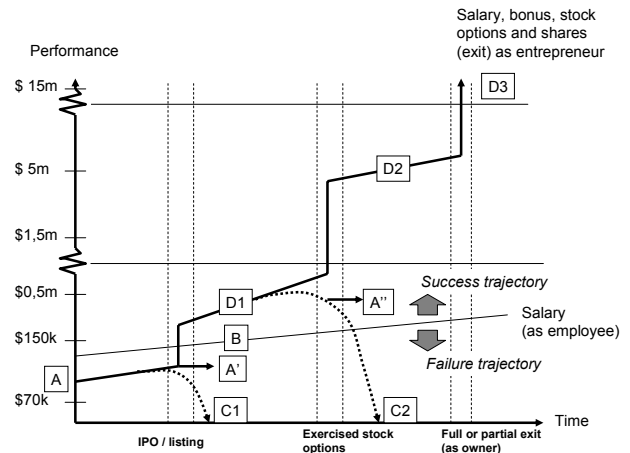 Salary, bonus, stock
options and shares
(exit) as entrepreneur
Performance
$ 15m
D3
$ 5m
D2
$1,5m
$0,5m
D1
A''
Success trajectory
Salary
(as employee)
$150k
B
Failure trajectory
A
A'
$70k
C1
C2
Time
IPO / listing
Exercised stock
options
Full or partial exit
(as owner)